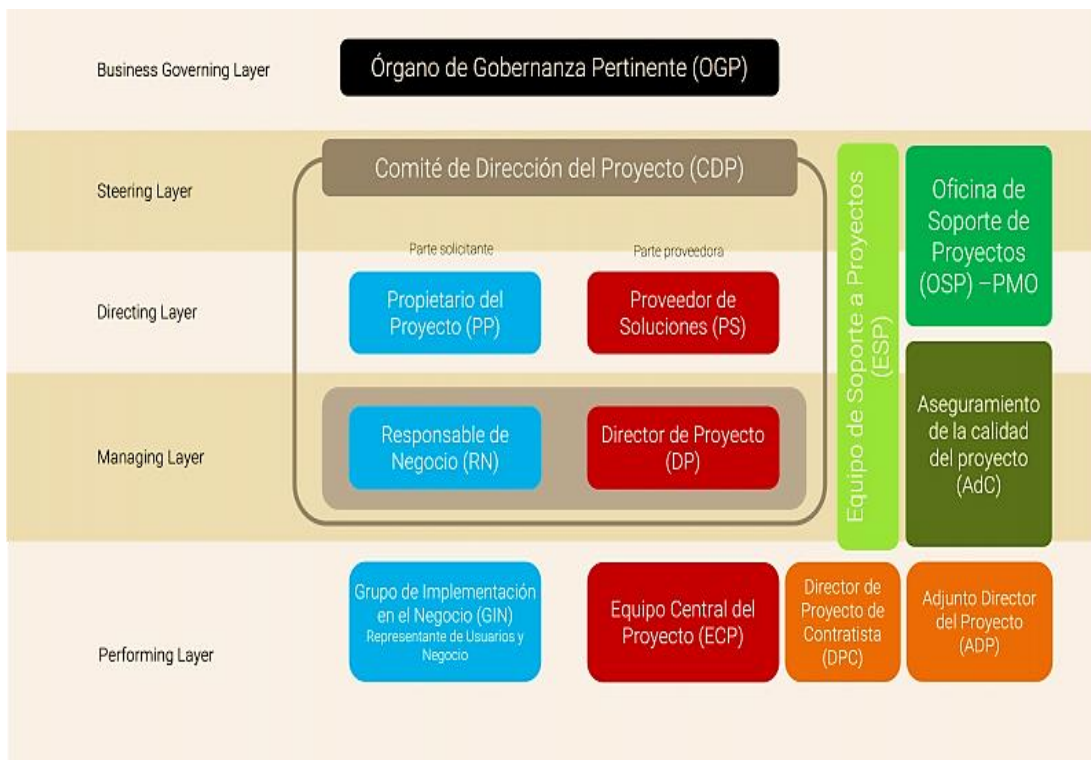 Business Governing Layer
Órgano de Gobernanza Pertinente (OGP)
Steering Layer
Comité de Dirección del Proyecto (CDP)
Equipo de Soporte a Proyectos
(ESP)
Oficina de
Soporte de
Proyectos
(OSP) –PMO
Parte solicitante
Parte proveedora
Directing Layer
Propietario del
Proyecto (PP)
Proveedor de
Soluciones (PS)
Managing Layer
Responsable de
Negocio (RN)
Director de Proyecto
(DP)
Aseguramiento
de la calidad
del proyecto
(AdC)
Performing Layer
Grupo de Implementación
en el Negocio (GIN)
Representante de Usuarios y
Negocio
Equipo Central del
Proyecto (ECP)
Director de
Proyecto de
Contratista
(DPC)
Adjunto Director
del Proyecto
(ADP)